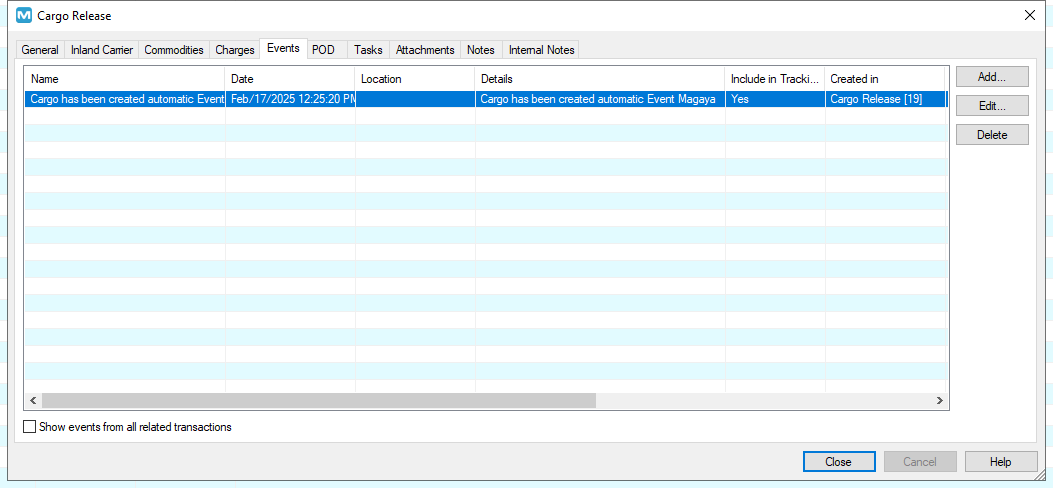 Cargo Release
General Inland Carrier Commodities Charges Events POD Tasks Attachments Notes Internal Notes
Name Date Location Details Include in Tracki... Created in
Cargo has been created automatic Event Feb/17/2025 12:25:20 PM Cargo has been created automatic Event Magaya Yes Cargo Release [19]
Add...
Edit...
Delete
Show events from all related transactions
Close Cancel Help